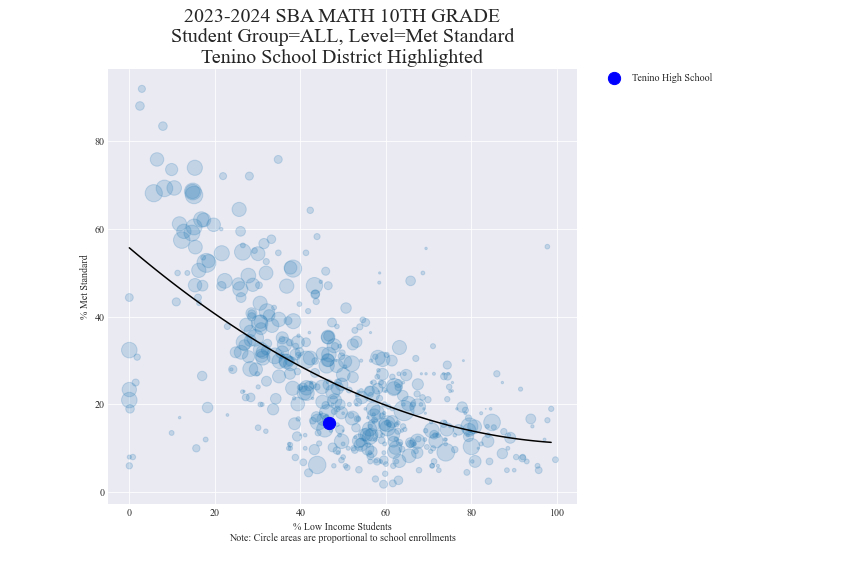 2023-2024 SBA MATH 10TH GRADE
Student Group=ALL, Level=Met Standard
Tenino School District Highlighted
Tenino High School
% Met Standard
80
60
40
20
0
0 20 40 60 80 100
% Low Income Students
Note: Circle areas are proportional to school enrollments